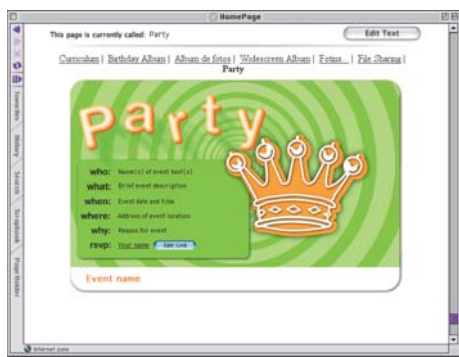 HomePage
This page is currently called: Party
Edit Text
Curriculum | Birthday Album | Album de fotos | Widescreen Album | Fotos... | File Sharing |
Party
Favorites
History
Search
Scrapbook
Page Holder
Party
who: Name(s) of event host(s)
what: Brief event description
when: Event date and time
where: Address of event location
why: Reason for event
rsvp: Your name Edit Link
Event name
Internet zone